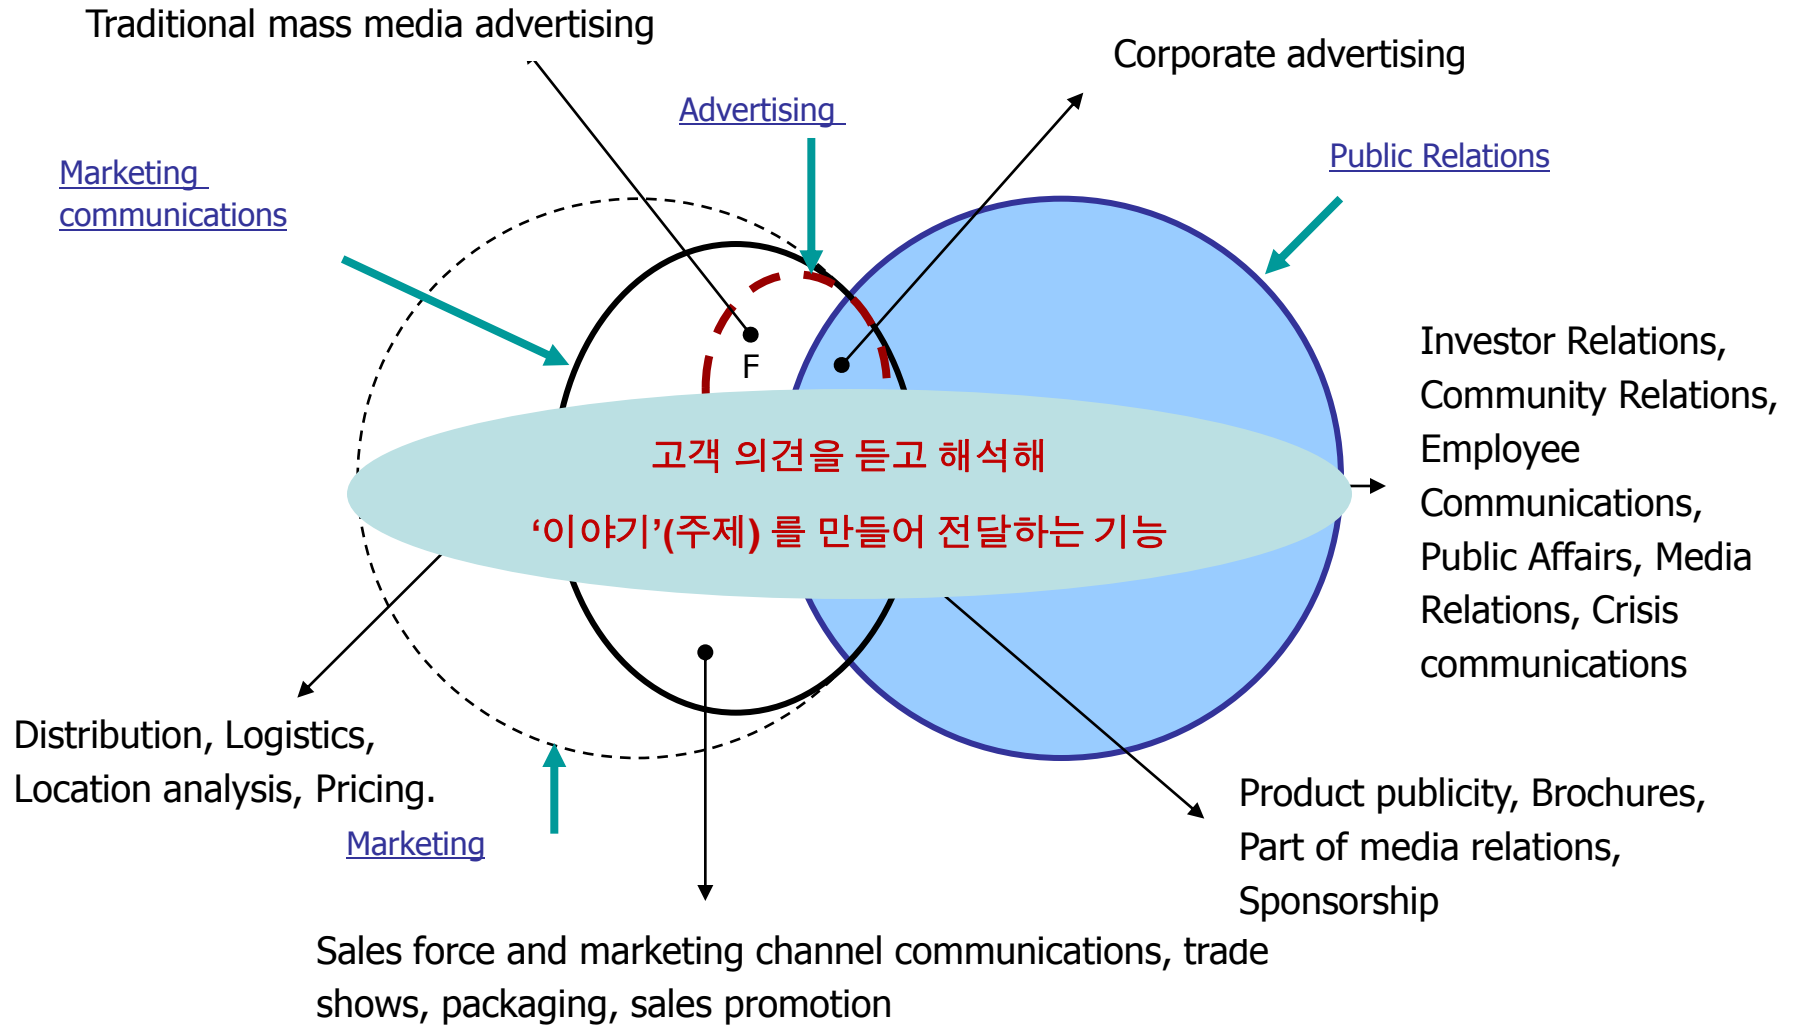 Traditional mass media advertising
Corporate advertising
Advertising
Public Relations
Marketing
communications
F
Investor Relations,
Community Relations,
Employee
Communications,
Public Affairs, Media
Relations, Crisis
communications
고객 의견을 듣고 해석해
‘이야기’(주제) 를 만들어 전달하는 기능
Distribution, Logistics,
Location analysis, Pricing.
Marketing
Product publicity, Brochures,
Part of media relations,
Sponsorship
Sales force and marketing channel communications, trade
shows, packaging, sales promotion